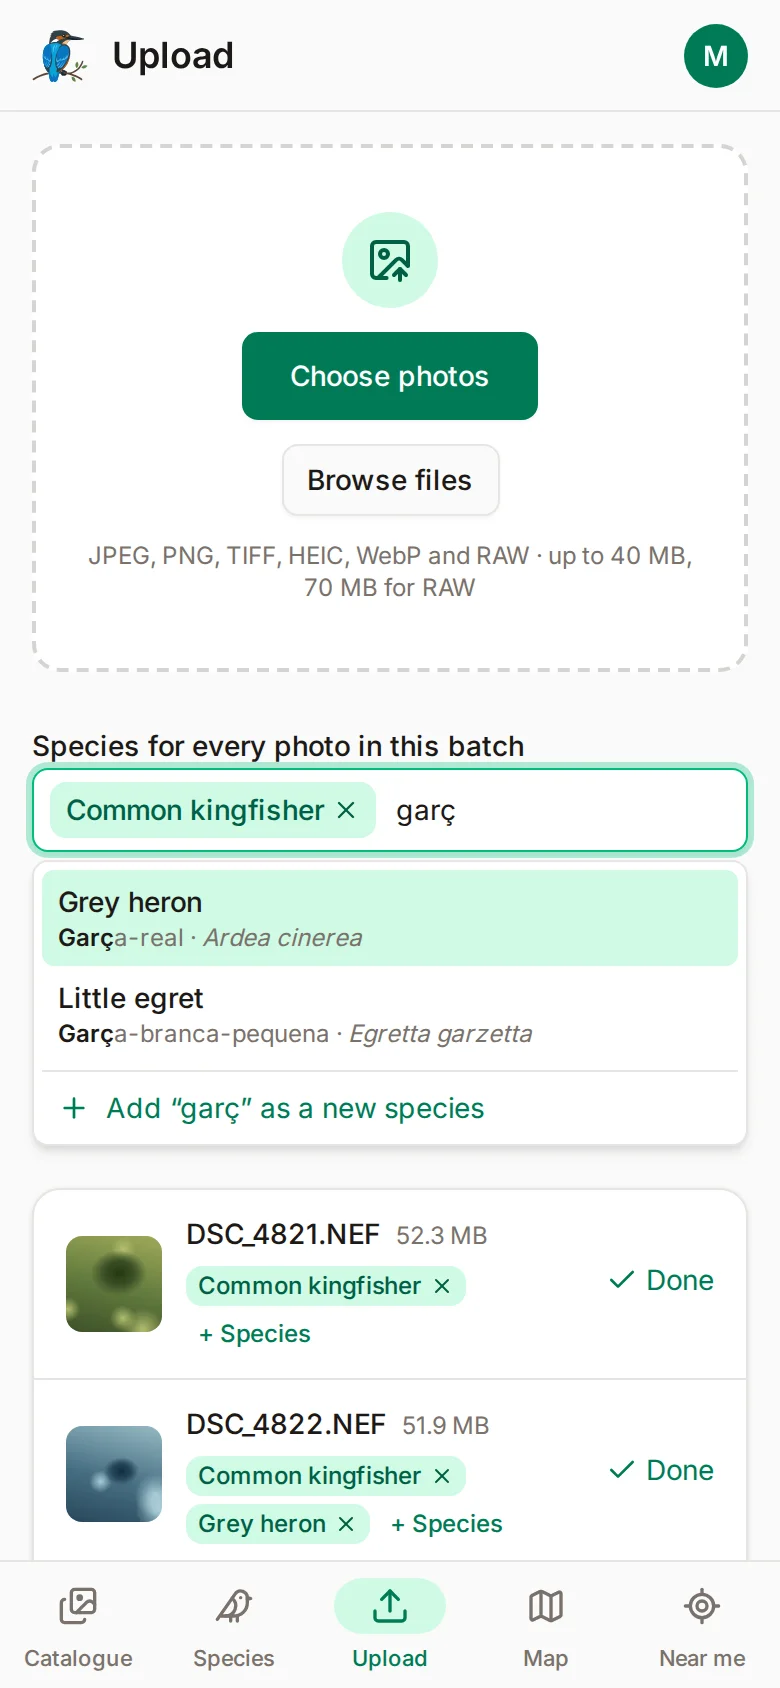 Upload
M
Choose photos
Browse files
JPEG, PNG, TIFF, HEIC, WebP and RAW · up to 40 MB,
70 MB for RAW
Species for every photo in this batch
Common kingfisher garç
Grey heron
Garça-real · Ardea cinerea
Little egret
Garça-branca-pequena · Egretta garzetta
+ Add “garç” as a new species
DSC_4821.NEF 52.3 MB
Common kingfisher
Done
+ Species
DSC_4822.NEF 51.9 MB
Common kingfisher
Done
Grey heron + Species
Catalogue Species Upload Map Near me